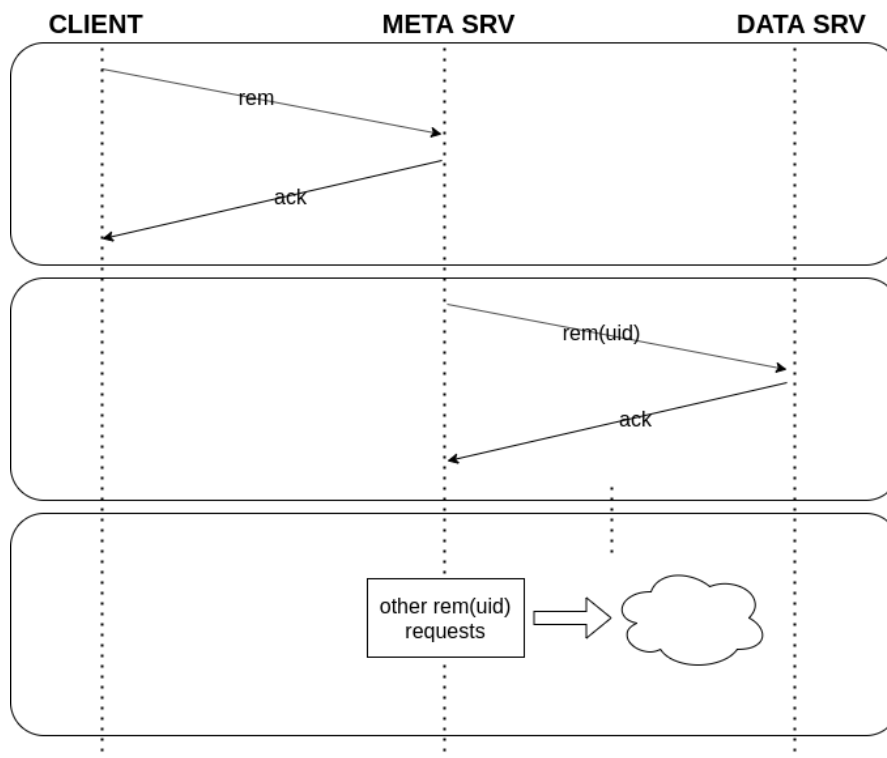 CLIENT
META SRV
DATA SRV
rem
ack
rem(uid)
ack
other rem(uid)
requests